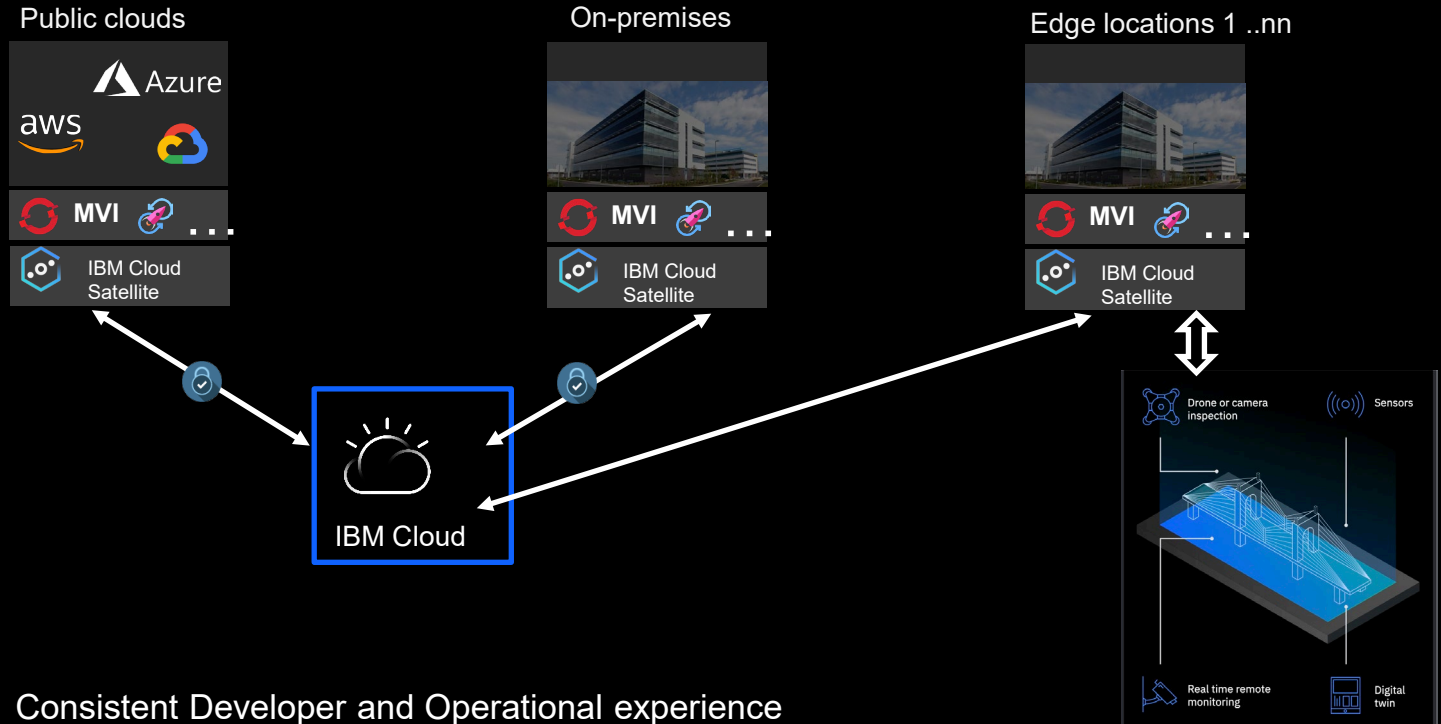 Public clouds
On-premises
Edge locations 1 ..nn
Azure
aws
MVI
...
MVI
...
MVI
...
IBM Cloud
Satellite
IBM Cloud
Satellite
IBM Cloud
Satellite
IBM Cloud
Drone or camera
inspection
Sensors
Real time remote
monitoring
Digital
twin
Consistent Developer and Operational experience